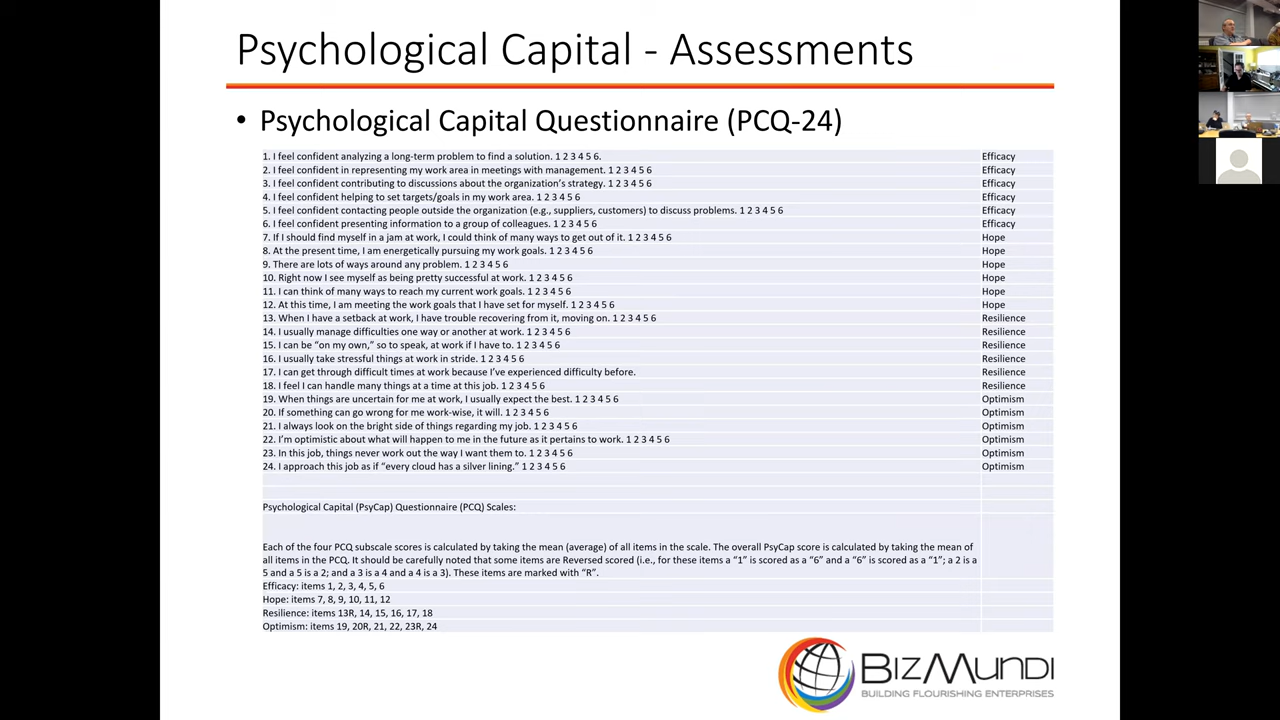 Psychological Capital - Assessments
• Psychological Capital Questionnaire (PCQ-24)
1. I feel confident analyzing a long-term problem to find a solution. 1 2 3 4 5 6. Efficacy
2. I feel confident in representing my work area in meetings with management. 1 2 3 4 5 6 Efficacy
3. I feel confident contributing to discussions about the organization's strategy. 1 2 3 4 5 6 Efficacy
4. I feel confident helping to set targets/goals in my work area. 1 2 3 4 5 6 Efficacy
5. I feel confident contacting people outside the organization (e.g., suppliers, customers) to discuss problems. 1 2 3 4 5 6 Efficacy
6. I feel confident presenting information to a group of colleagues. 1 2 3 4 5 6 Efficacy
7. If I should find myself in a jam at work, I could think of many ways to get out of it. 1 2 3 4 5 6 Hope
8. At the present time, I am energetically pursuing my work goals. 1 2 3 4 5 6 Hope
9. There are lots of ways around any problem. 1 2 3 4 5 6 Hope
10. Right now I see myself as being pretty successful at work. 1 2 3 4 5 6 Hope
11. I can think of many ways to reach my current work goals. 1 2 3 4 5 6 Hope
12. At this time, I am meeting the work goals that I have set for myself. 1 2 3 4 5 6 Hope
13. When I have a setback at work, I have trouble recovering from it, moving on. 1 2 3 4 5 6 Resilience
14. I usually manage difficulties one way or another at work. 1 2 3 4 5 6 Resilience
15. I can be “on my own,” so to speak, at work if I have to. 1 2 3 4 5 6 Resilience
16. I usually take stressful things at work in stride. 1 2 3 4 5 6 Resilience
17. I can get through difficult times at work because I've experienced difficulty before. Resilience
18. I feel I can handle many things at a time at this job. 1 2 3 4 5 6 Resilience
19. When things are uncertain for me at work, I usually expect the best. 1 2 3 4 5 6 Optimism
20. If something can go wrong for me work-wise, it will. 1 2 3 4 5 6 Optimism
21. I always look on the bright side of things regarding my job. 1 2 3 4 5 6 Optimism
22. I'm optimistic about what will happen to me in the future as it pertains to work. 1 2 3 4 5 6 Optimism
23. In this job, things never work out the way I want them to. 1 2 3 4 5 6 Optimism
24. I approach this job as if “every cloud has a silver lining.” 1 2 3 4 5 6 Optimism
Psychological Capital (PsyCap) Questionnaire (PCQ) Scales:
Each of the four PCQ subscale scores is calculated by taking the mean (average) of all items in the scale. The overall PsyCap score is calculated by taking the mean of
all items in the PCQ. It should be carefully noted that some items are Reversed scored (i.e., for these items a “1” is scored as a “6” and a “6” is scored as a “1”; a 2 is a
5 and a 5 is a 2; and a 3 is a 4 and a 4 is a 3). These items are marked with “R”.
Efficacy: items 1, 2, 3, 4, 5, 6
Hope: items 7, 8, 9, 10, 11, 12
Resilience: items 13R, 14, 15, 16, 17, 18
Optimism: items 19, 20R, 21, 22, 23R, 24
BIZMUNDI
BUILDING FLOURISHING ENTERPRISES